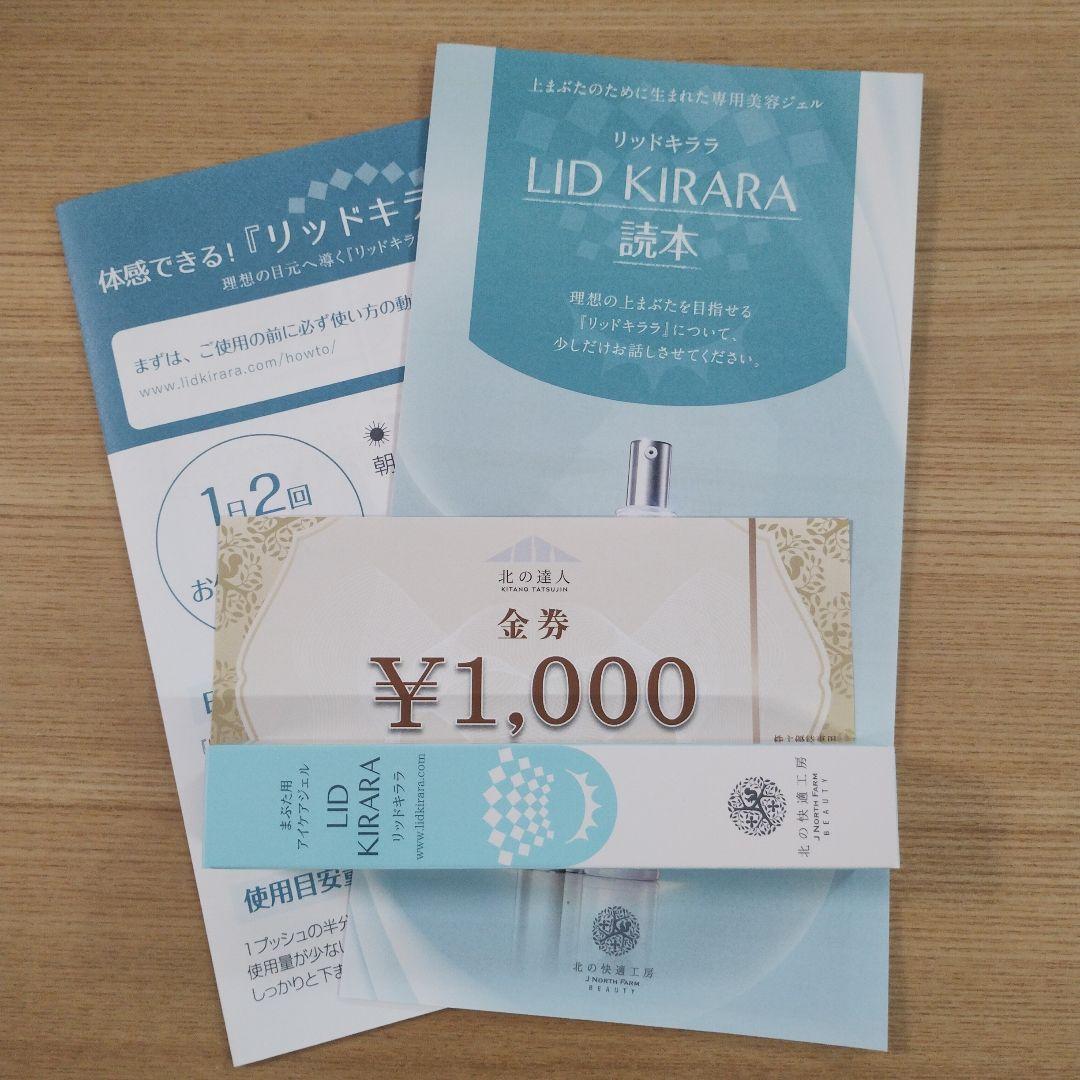 上まぶたのために生まれた専用美容ジェル
リッドキララ
LID KIRARA
読本
理想の上まぶたを目指せる
『リッドキララ』について、
少しだけお話しさせてください。
体感できる!『リッドキラ
理想の目元へ導く『リッドキラ
まずは、ご使用の前に必ず使い方の動
www.lidkirara.com/howto/
朝
1日2回
お
北の達人
KITANO TATSUJIN
金券
¥1,000
まぶた用
アイケアジェル
LID
KIRARA
リッドキララ
www.lidkirara.com
北の快適工房
J NORTH FARM
BEAUTY
使用目安
1プッシュの半分
使用量が少な
しっかりと下ま
北の快適工房
J NORTH FARM
BEAUTY